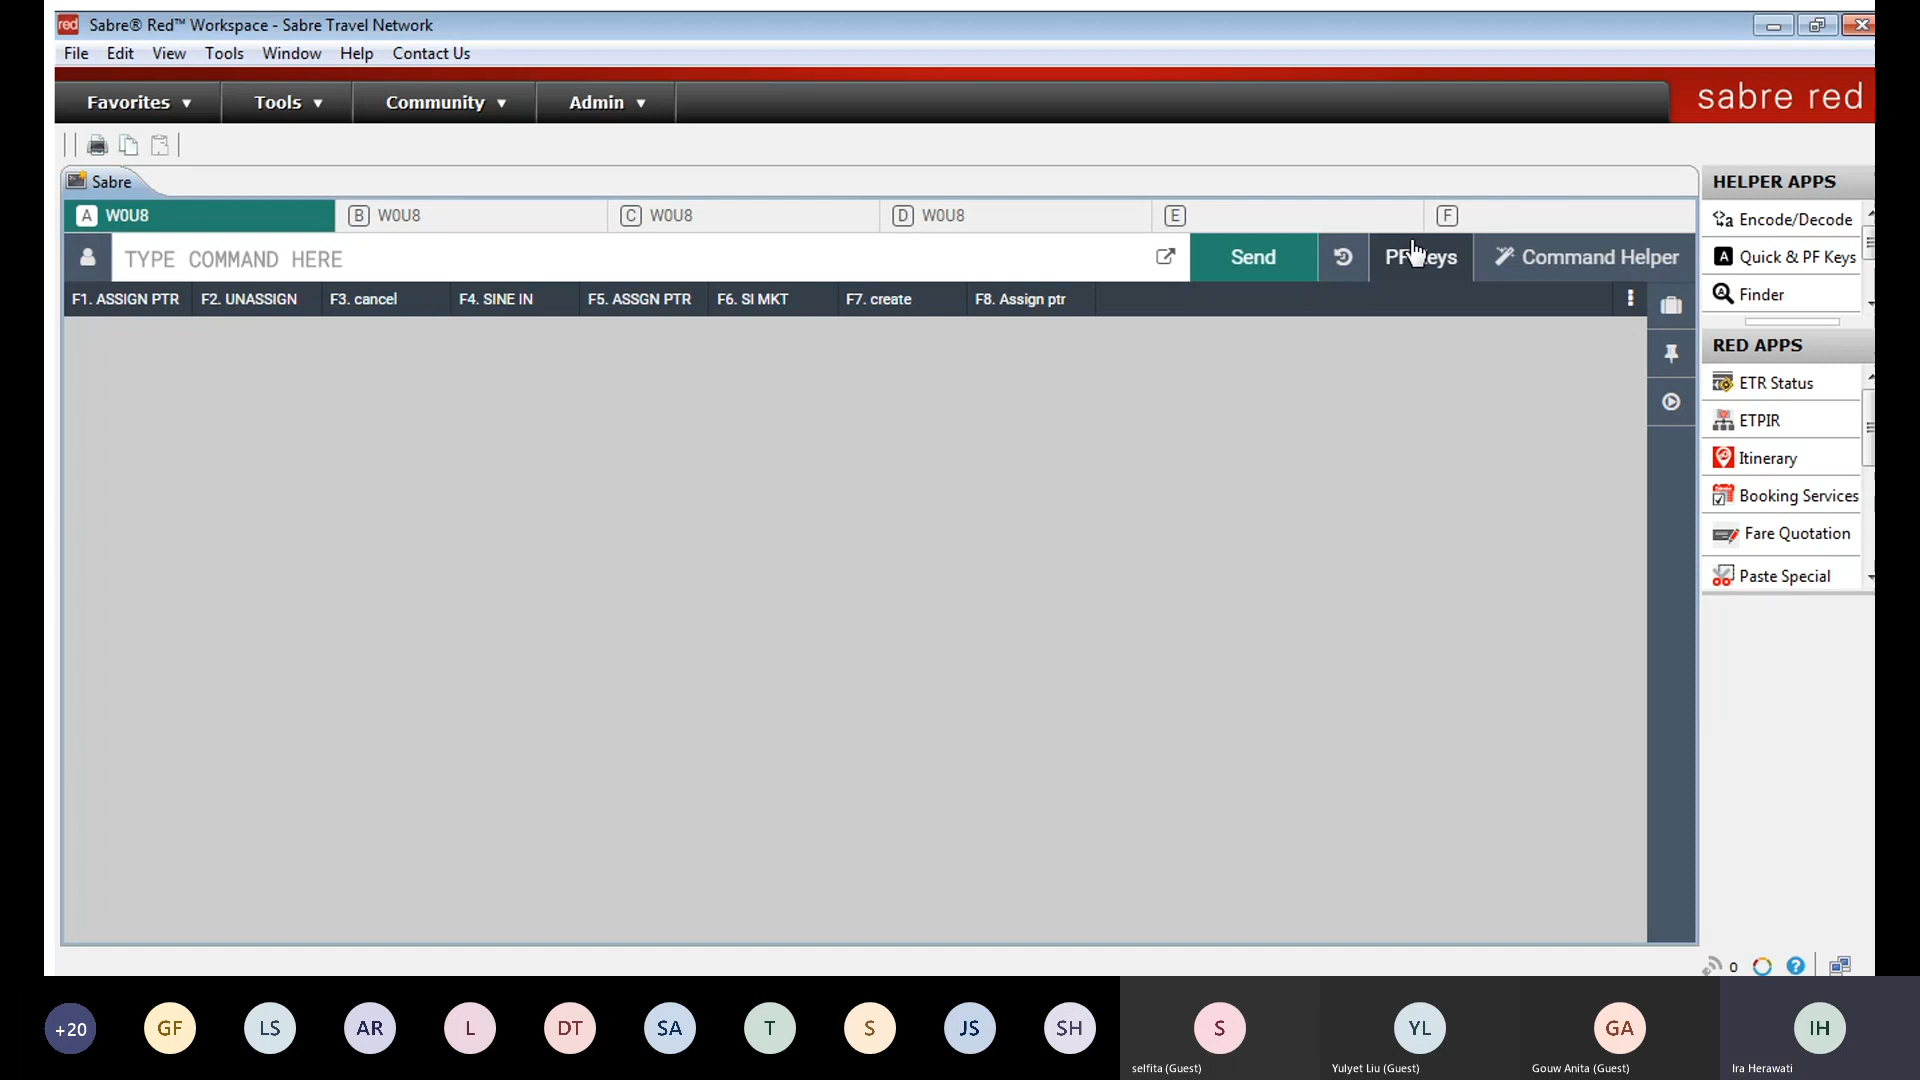 red Sabre® Red™ Workspace - Sabre Travel Network
File Edit View Tools Window Help Contact Us
Favorites Tools Community Admin
sabre red
Sabre
A W0U8 B W0U8 C W0U8 D W0U8 E F
TYPE COMMAND HERE Send PF Keys Command Helper
F1. ASSIGN PTR F2. UNASSIGN F3. cancel F4. SINE IN F5. ASSGN PTR F6. SI MKT F7. create F8. Assign ptr
HELPER APPS
Encode/Decode
A Quick & PF Keys
Finder
RED APPS
ETR Status
ETPIR
Itinerary
Booking Services
Fare Quotation
Paste Special
0
+20 GF LS AR L DT SA T S JS SH S YL GA IH
selfita (Guest) Yulyet Liu (Guest) Gouw Anita (Guest) Ira Herawati